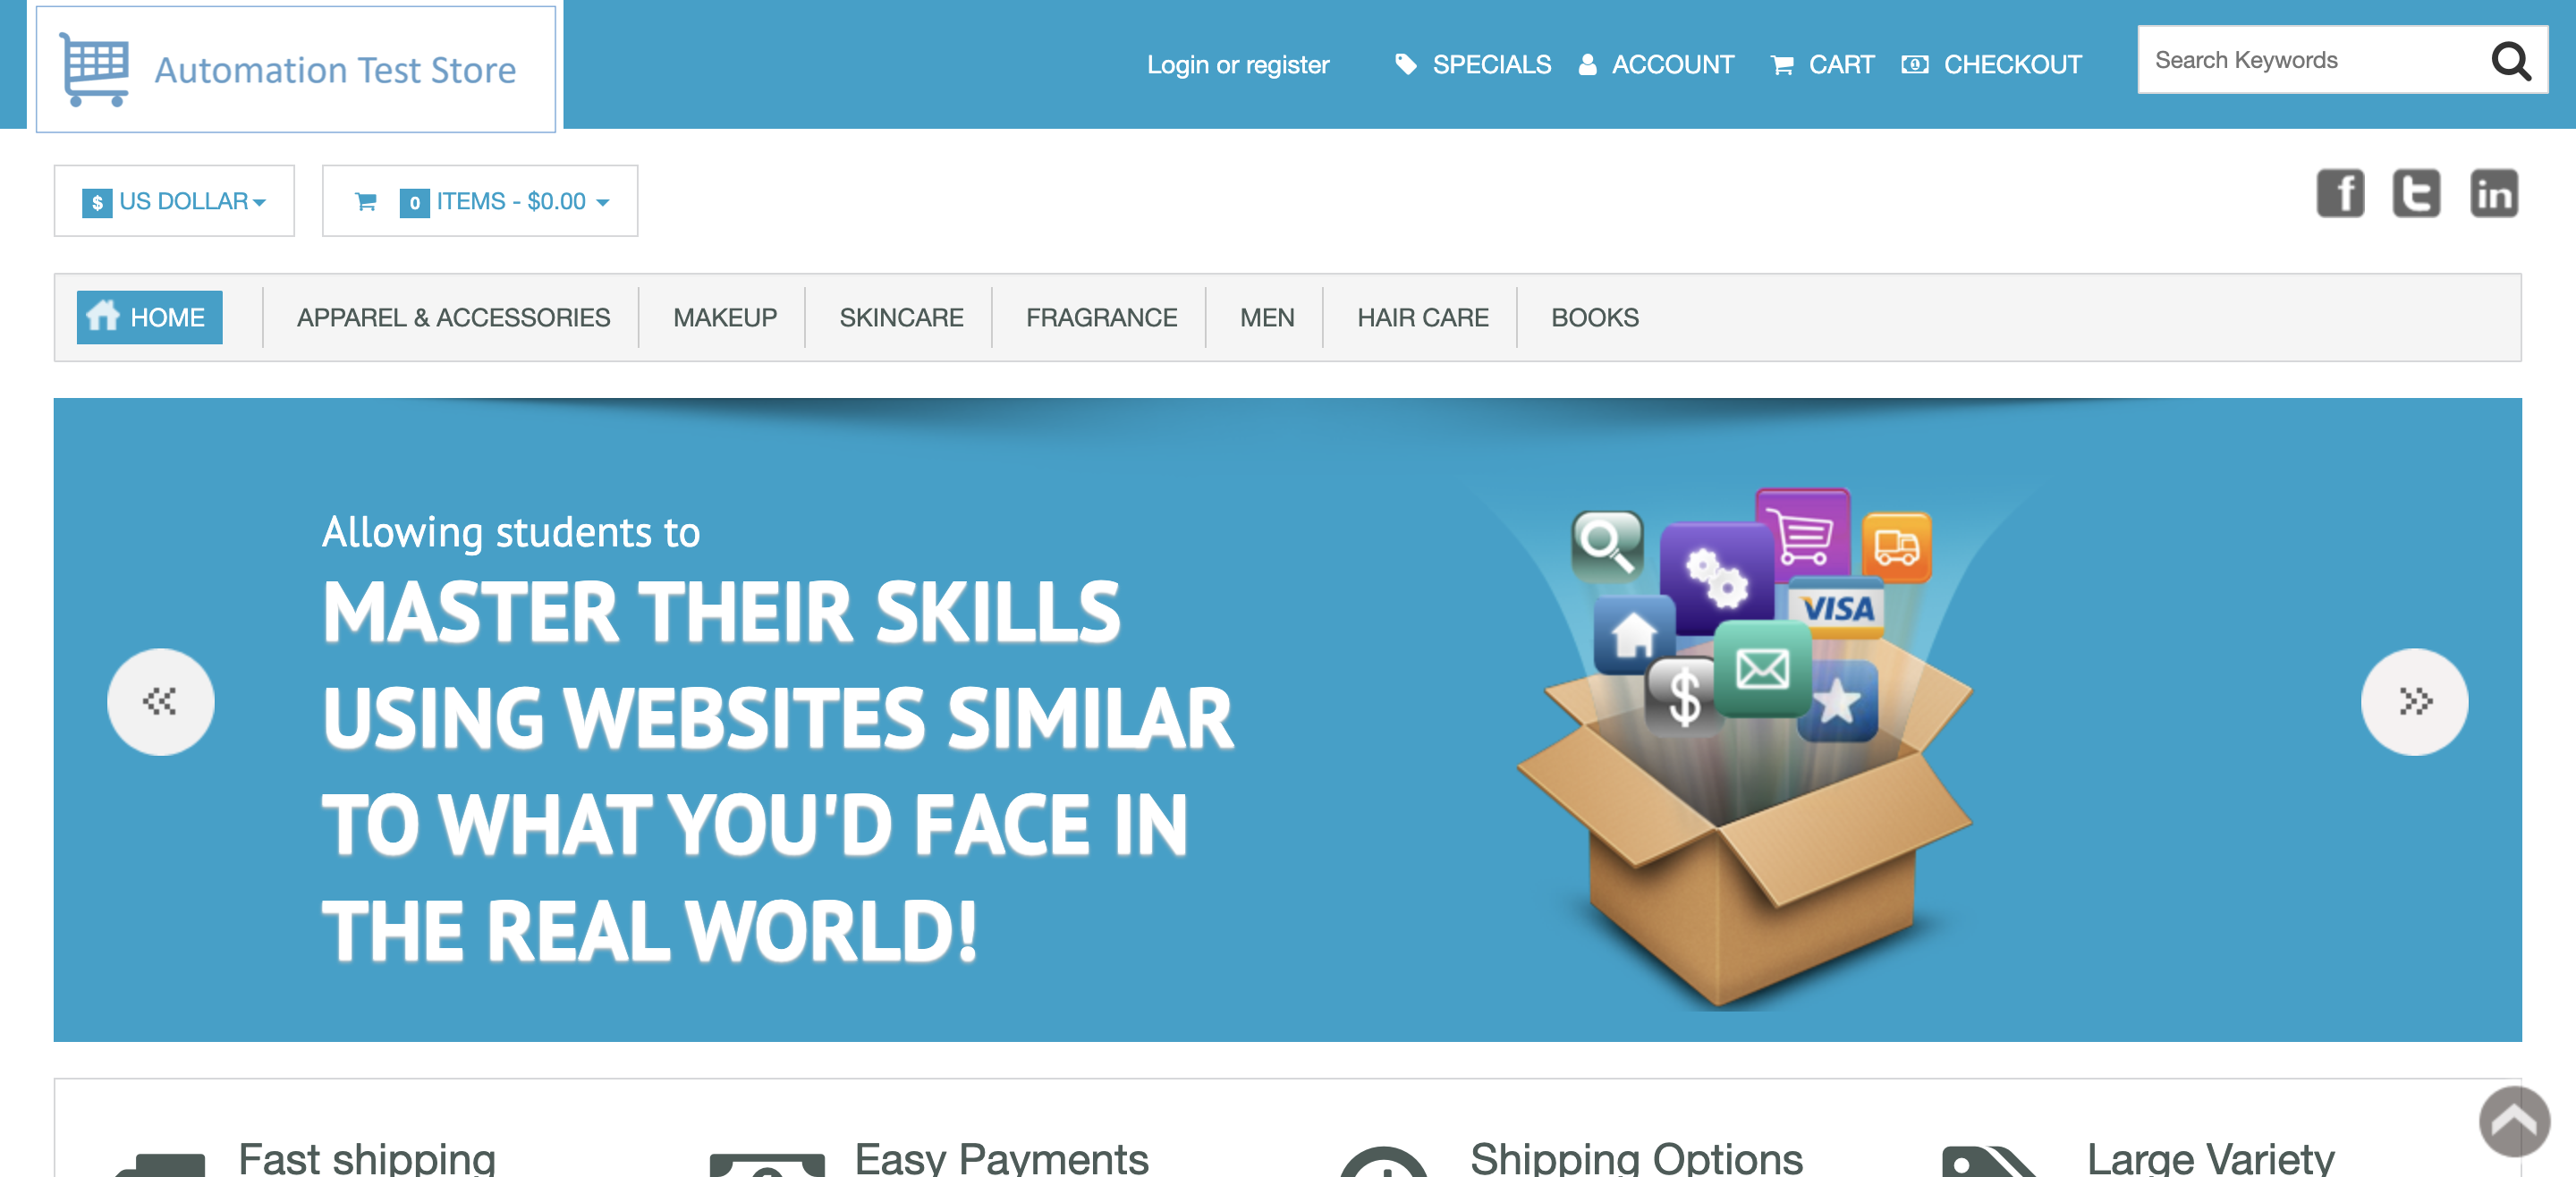 Automation Test Store
Login or register
SPECIALS
ACCOUNT
CART
CHECKOUT
Search Keywords
$ US DOLLAR
0 ITEMS - $0.00
f
t
in
HOME
APPAREL & ACCESSORIES
MAKEUP
SKINCARE
FRAGRANCE
MEN
HAIR CARE
BOOKS
Allowing students to
MASTER THEIR SKILLS
USING WEBSITES SIMILAR
TO WHAT YOU'D FACE IN
THE REAL WORLD!
VISA
$
Fast shipping
Easy Payments
Shipping Options
Large Variety